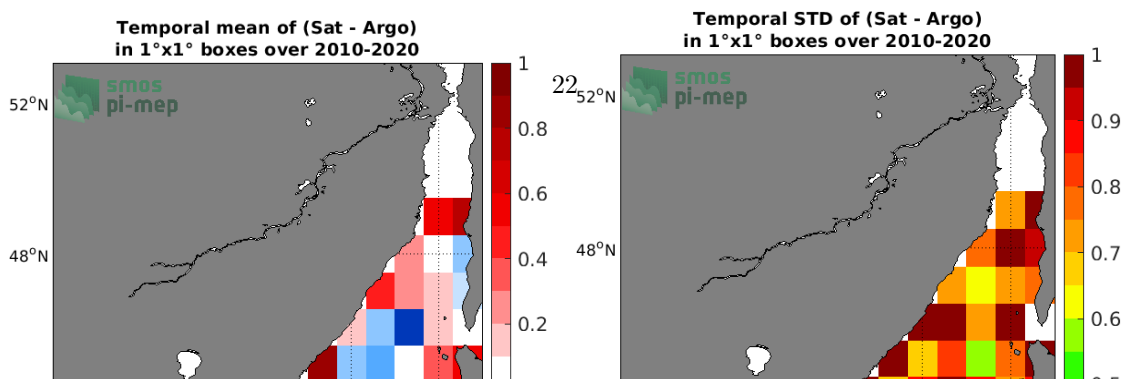 Temporal mean of (Sat - Argo)
in 1°x1° boxes over 2010-2020
smos
pi-mep
52°N
48°N
1
0.8
0.6
0.4
0.2
22
Temporal STD of (Sat - Argo)
in 1°x1° boxes over 2010-2020
smos
pi-mep
52°N
48°N
1
0.9
0.8
0.7
0.6